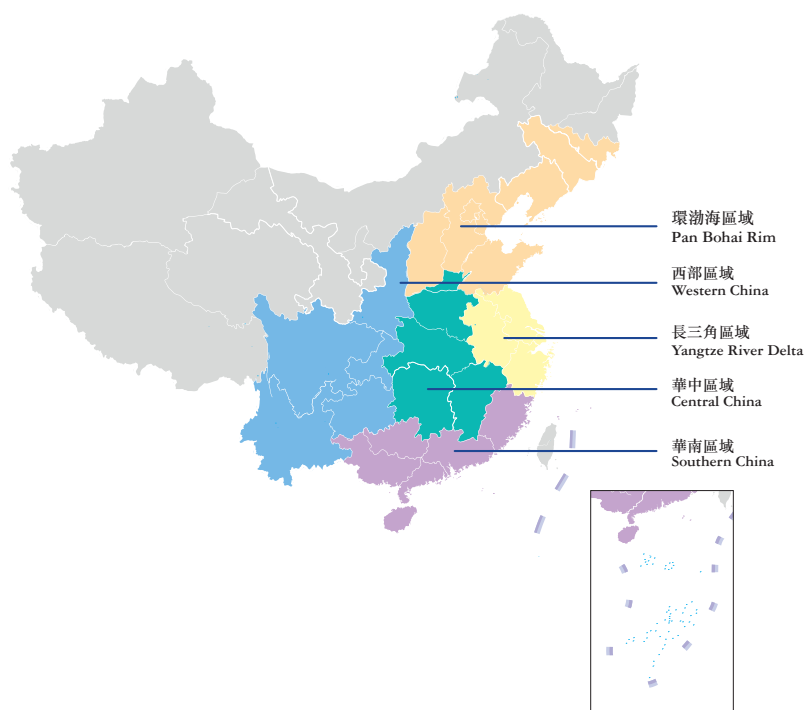 環渤海區域
Pan Bohai Rim
西部區域
Western China
長三角區域
Yangtze River Delta
華中區域
Central China
華南區域
Southern China